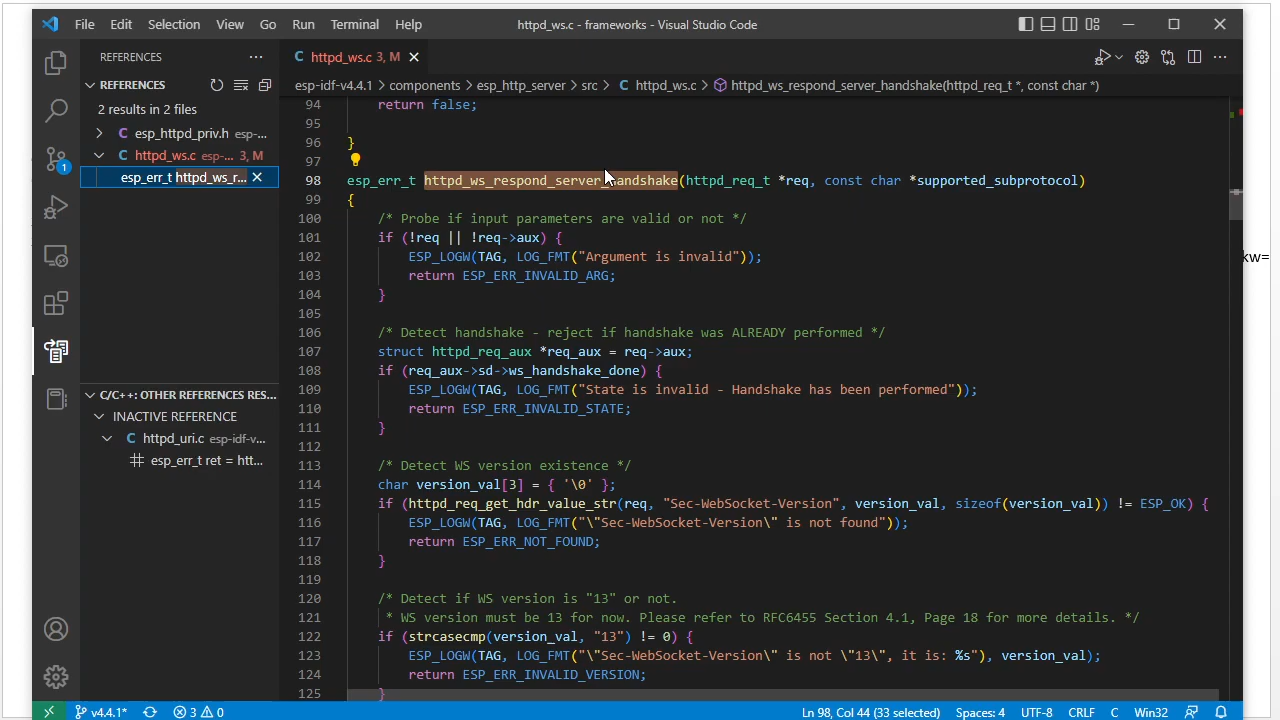 File Edit Selection View Go Run Terminal Help httpd_ws.c - frameworks - Visual Studio Code
REFERENCES
REFERENCES
2 results in 2 files
esp_httpd_priv.h esp-...
httpd_ws.c esp-... 3, M
esp_err_t httpd_ws_r...
C/C++: OTHER REFERENCES RES...
INACTIVE REFERENCE
httpd_uri.c esp-idf-v...
esp_err_t ret = htt...
1
httpd_ws.c 3, M
esp-idf-v4.4.1 > components > esp_http_server > src > httpd_ws.c > httpd_ws_respond_server_handshake(httpd_req_t *, const char *)
94 return false;
95
96 }
97
98 esp_err_t httpd_ws_respond_server_handshake(httpd_req_t *req, const char *supported_subprotocol)
99 {
100 /* Probe if input parameters are valid or not */
101 if (!req || !req->aux) {
102 ESP_LOGW(TAG, LOG_FMT("Argument is invalid"));
103 return ESP_ERR_INVALID_ARG;
104 }
105
106 /* Detect handshake - reject if handshake was ALREADY performed */
107 struct httpd_req_aux *req_aux = req->aux;
108 if (req_aux->sd->ws_handshake_done) {
109 ESP_LOGW(TAG, LOG_FMT("State is invalid - Handshake has been performed"));
110 return ESP_ERR_INVALID_STATE;
111 }
112
113 /* Detect WS version existence */
114 char version_val[3] = { '\0' };
115 if (httpd_req_get_hdr_value_str(req, "Sec-WebSocket-Version", version_val, sizeof(version_val)) != ESP_OK) {
116 ESP_LOGW(TAG, LOG_FMT("\"Sec-WebSocket-Version\" is not found"));
117 return ESP_ERR_NOT_FOUND;
118 }
119
120 /* Detect if WS version is "13" or not.
121 * WS version must be 13 for now. Please refer to RFC6455 Section 4.1, Page 18 for more details. */
122 if (strcasecmp(version_val, "13") != 0) {
123 ESP_LOGW(TAG, LOG_FMT("\"Sec-WebSocket-Version\" is not \"13\", it is: %s"), version_val);
124 return ESP_ERR_INVALID_VERSION;
125 }
kw=
v4.4.1* 3 0 Ln 98, Col 44 (33 selected) Spaces: 4 UTF-8 CRLF C Win32